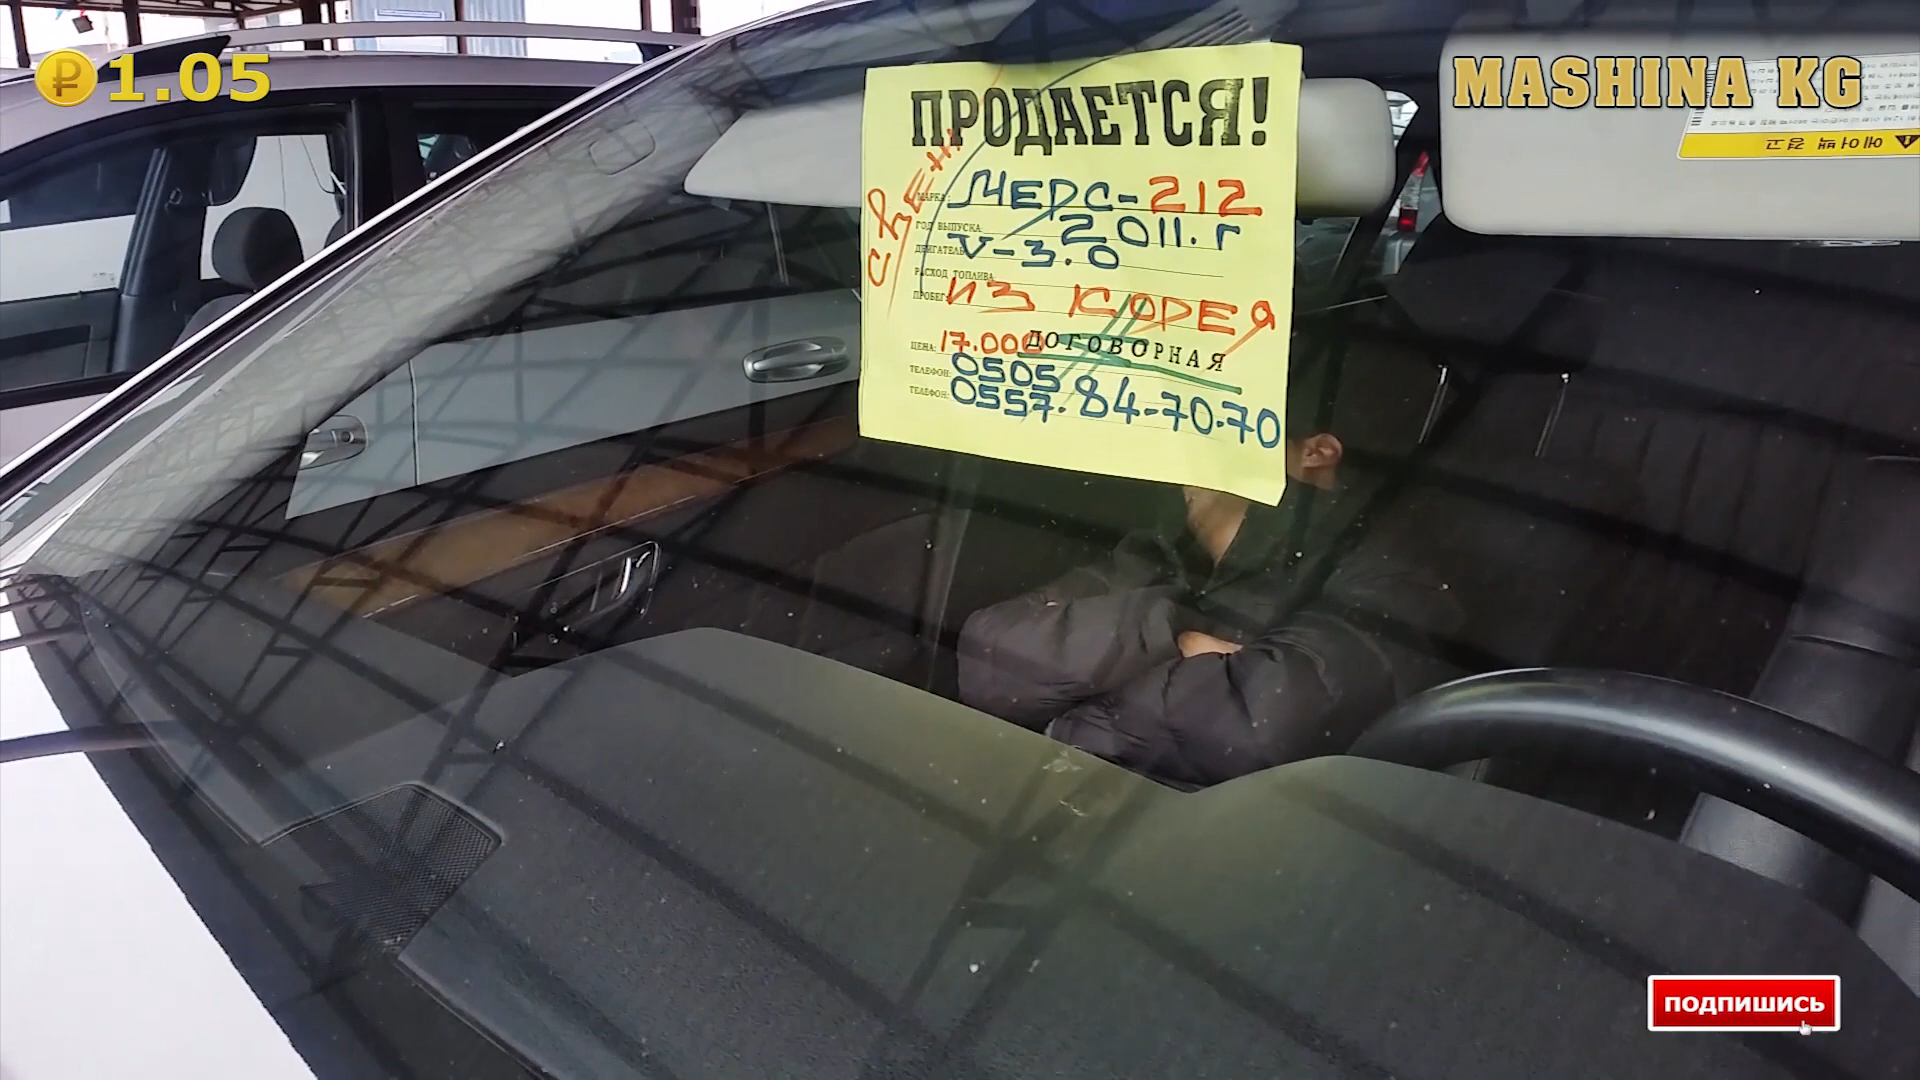 1.05
MASHINA KG
ПРОДАЕТСЯ!
МАРКА: МЕРС-212
ГОД ВЫПУСКА 2011.г
ДВИГАТЕЛЬ V-3.0
РАСХОД ТОПЛИВА
ПРОБЕГ ИЗ КОРЕЯ
ЦЕНА: 17.000 ДОГОВОРНАЯ
ТЕЛЕФОН: 0505
ТЕЛЕФОН: 0557.84-70-70
подпишись